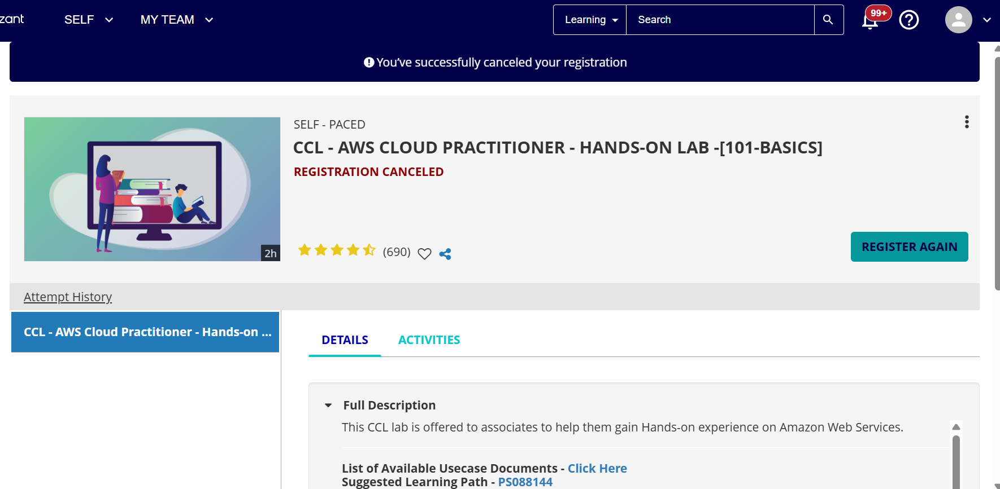 zant
SELF
MY TEAM
Learning
Search
99+
You’ve successfully canceled your registration
SELF - PACED
CCL - AWS CLOUD PRACTITIONER - HANDS-ON LAB -[101-BASICS]
REGISTRATION CANCELED
2h
(690)
REGISTER AGAIN
Attempt History
CCL - AWS Cloud Practitioner - Hands-on ...
DETAILS
ACTIVITIES
Full Description
This CCL lab is offered to associates to help them gain Hands-on experience on Amazon Web Services.
List of Available Usecase Documents - Click Here
Suggested Learning Path - PS088144